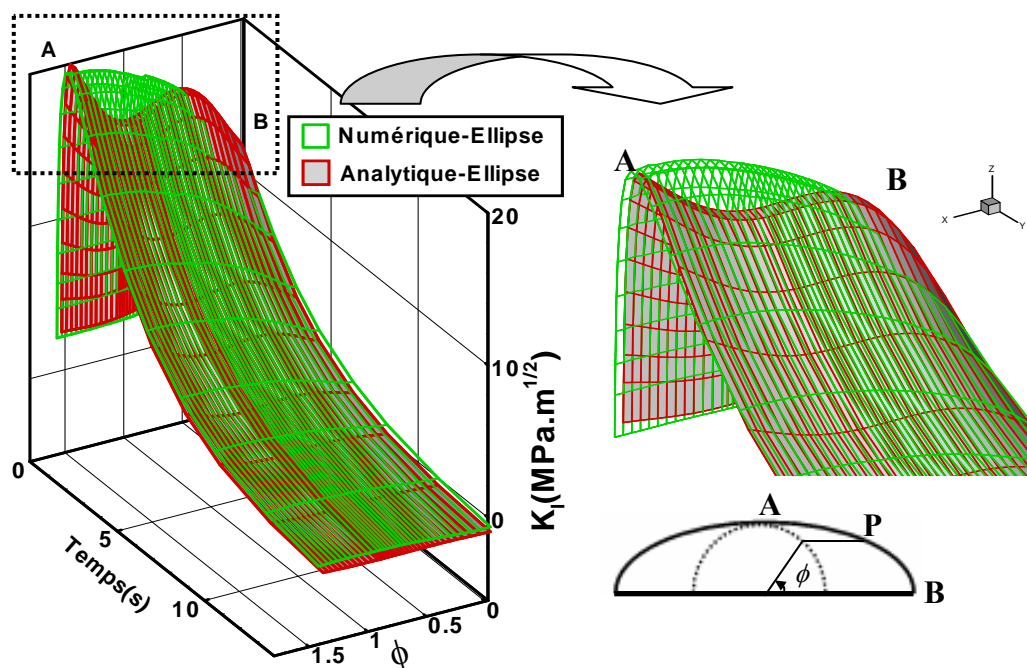 A
B
Numérique-Ellipse
Analytique-Ellipse
20
10
0
K_I(MPa.m^{1/2})
0
5
10
Temps(s)
1.5
1
0.5
0
ϕ
A
B
Z
X
Y
A
P
ϕ
B